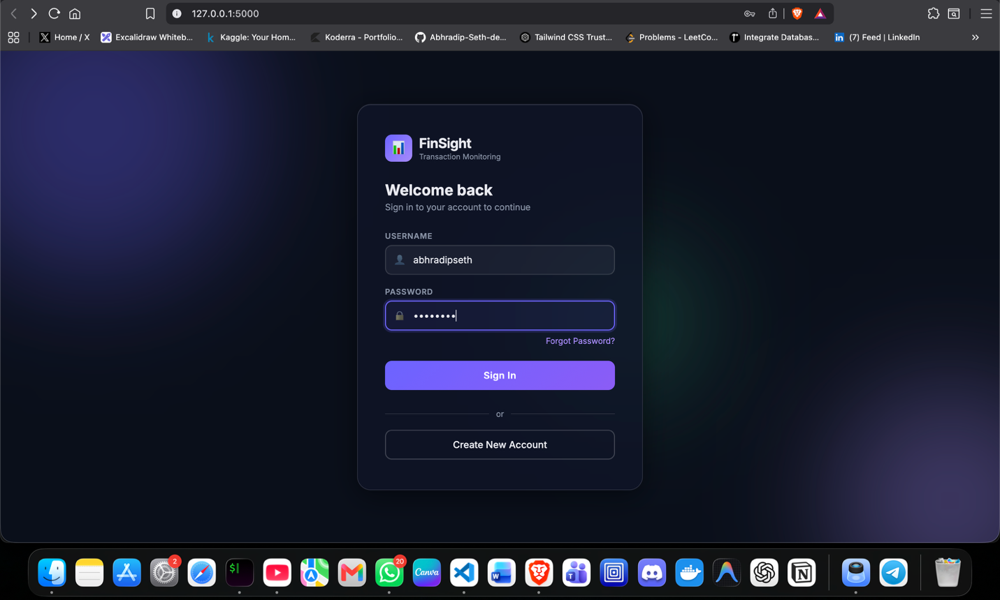 127.0.0.1:5000
Home / X
Excalidraw Whiteb...
Kaggle: Your Hom...
Koderra - Portfolio...
Abhradip-Seth-de...
Tailwind CSS Trust...
Problems - LeetCo...
Integrate Databas...
(7) Feed | LinkedIn
FinSight
Transaction Monitoring
Welcome back
Sign in to your account to continue
USERNAME
abhradipseth
PASSWORD
••••••••
Forgot Password?
Sign In
or
Create New Account
2
$
20
Canva
W
T
N